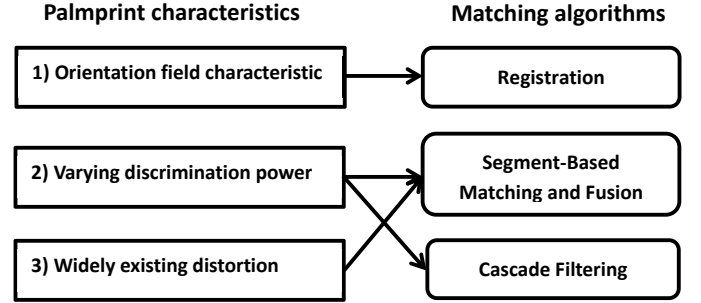 Palmprint characteristics
Matching algorithms
1) Orientation field characteristic
Registration
2) Varying discrimination power
Segment-Based
Matching and Fusion
3) Widely existing distortion
Cascade Filtering